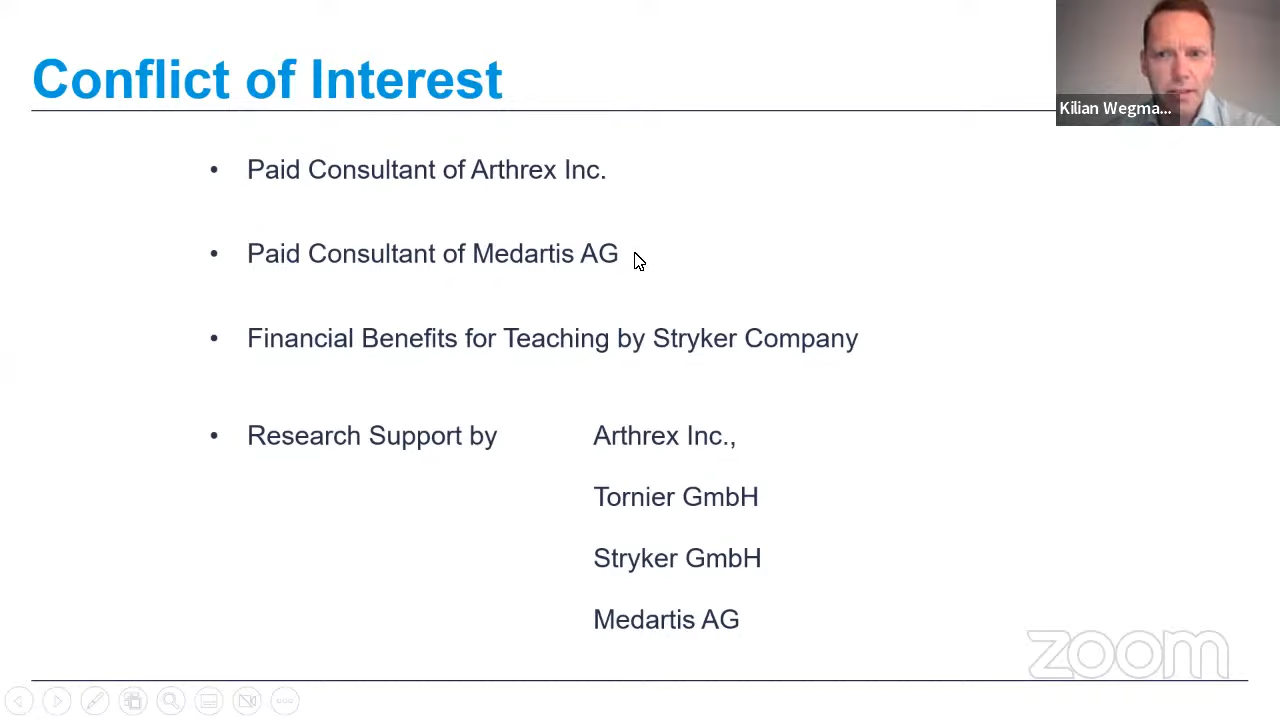 Conflict of Interest
Kilian Wegma...
• Paid Consultant of Arthrex Inc.
• Paid Consultant of Medartis AG
• Financial Benefits for Teaching by Stryker Company
• Research Support by Arthrex Inc.,
Tornier GmbH
Stryker GmbH
Medartis AG
zoom